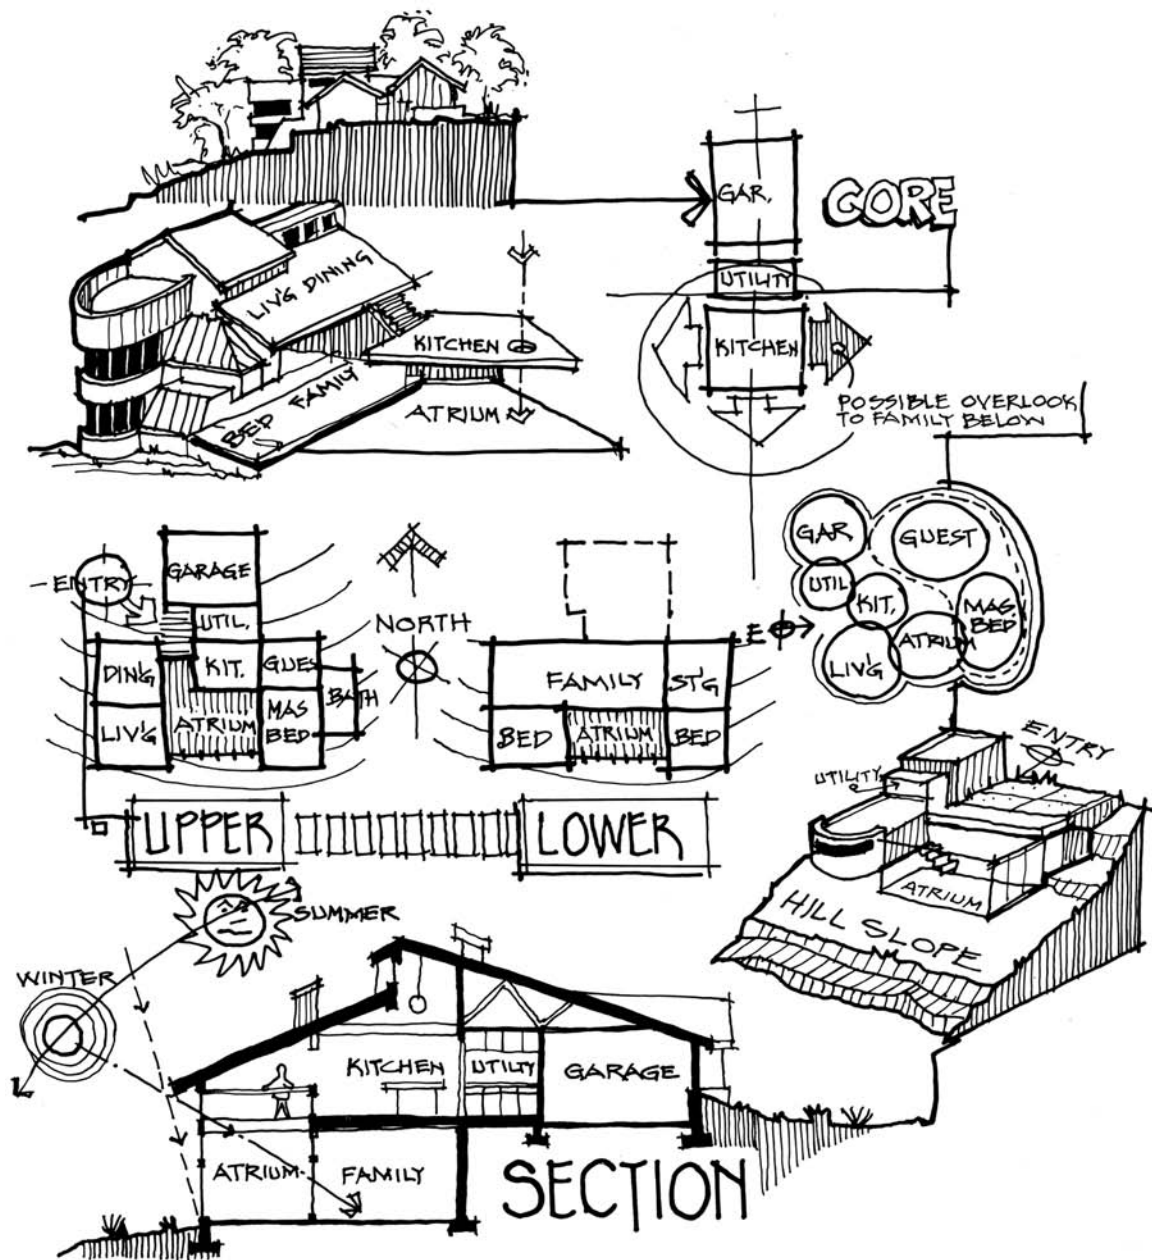 GAR.
CORE
UTILITY
LIV'G DINING
KITCHEN
KITCHEN
BED FAMILY
ATRIUM
POSSIBLE OVERLOOK
TO FAMILY BELOW
GAR
GUEST
ENTRY
GARAGE
UTIL
KIT.
MAS.
BED
UTIL.
NORTH
E
ATRIUM
LIV'G
DIN'G
KIT.
GUES
BATH
FAMILY
ST'G
LIV'G
ATRIUM
MAS
BED
BED
ATRIUM
BED
ENTRY
UTILITY
UPPER
LOWER
ATRIUM
HILL SLOPE
SUMMER
WINTER
KITCHEN
UTILTY
GARAGE
ATRIUM
FAMILY
SECTION